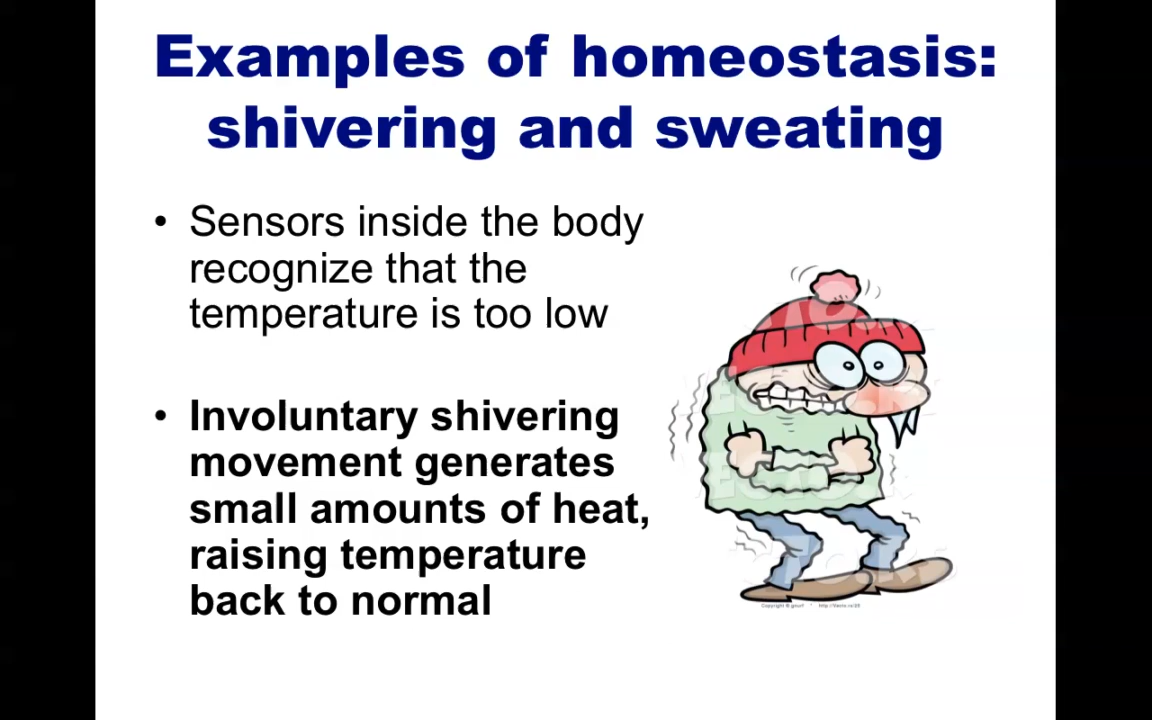 Examples of homeostasis:
shivering and sweating
• Sensors inside the body
recognize that the
temperature is too low
• Involuntary shivering
movement generates
small amounts of heat,
raising temperature
back to normal